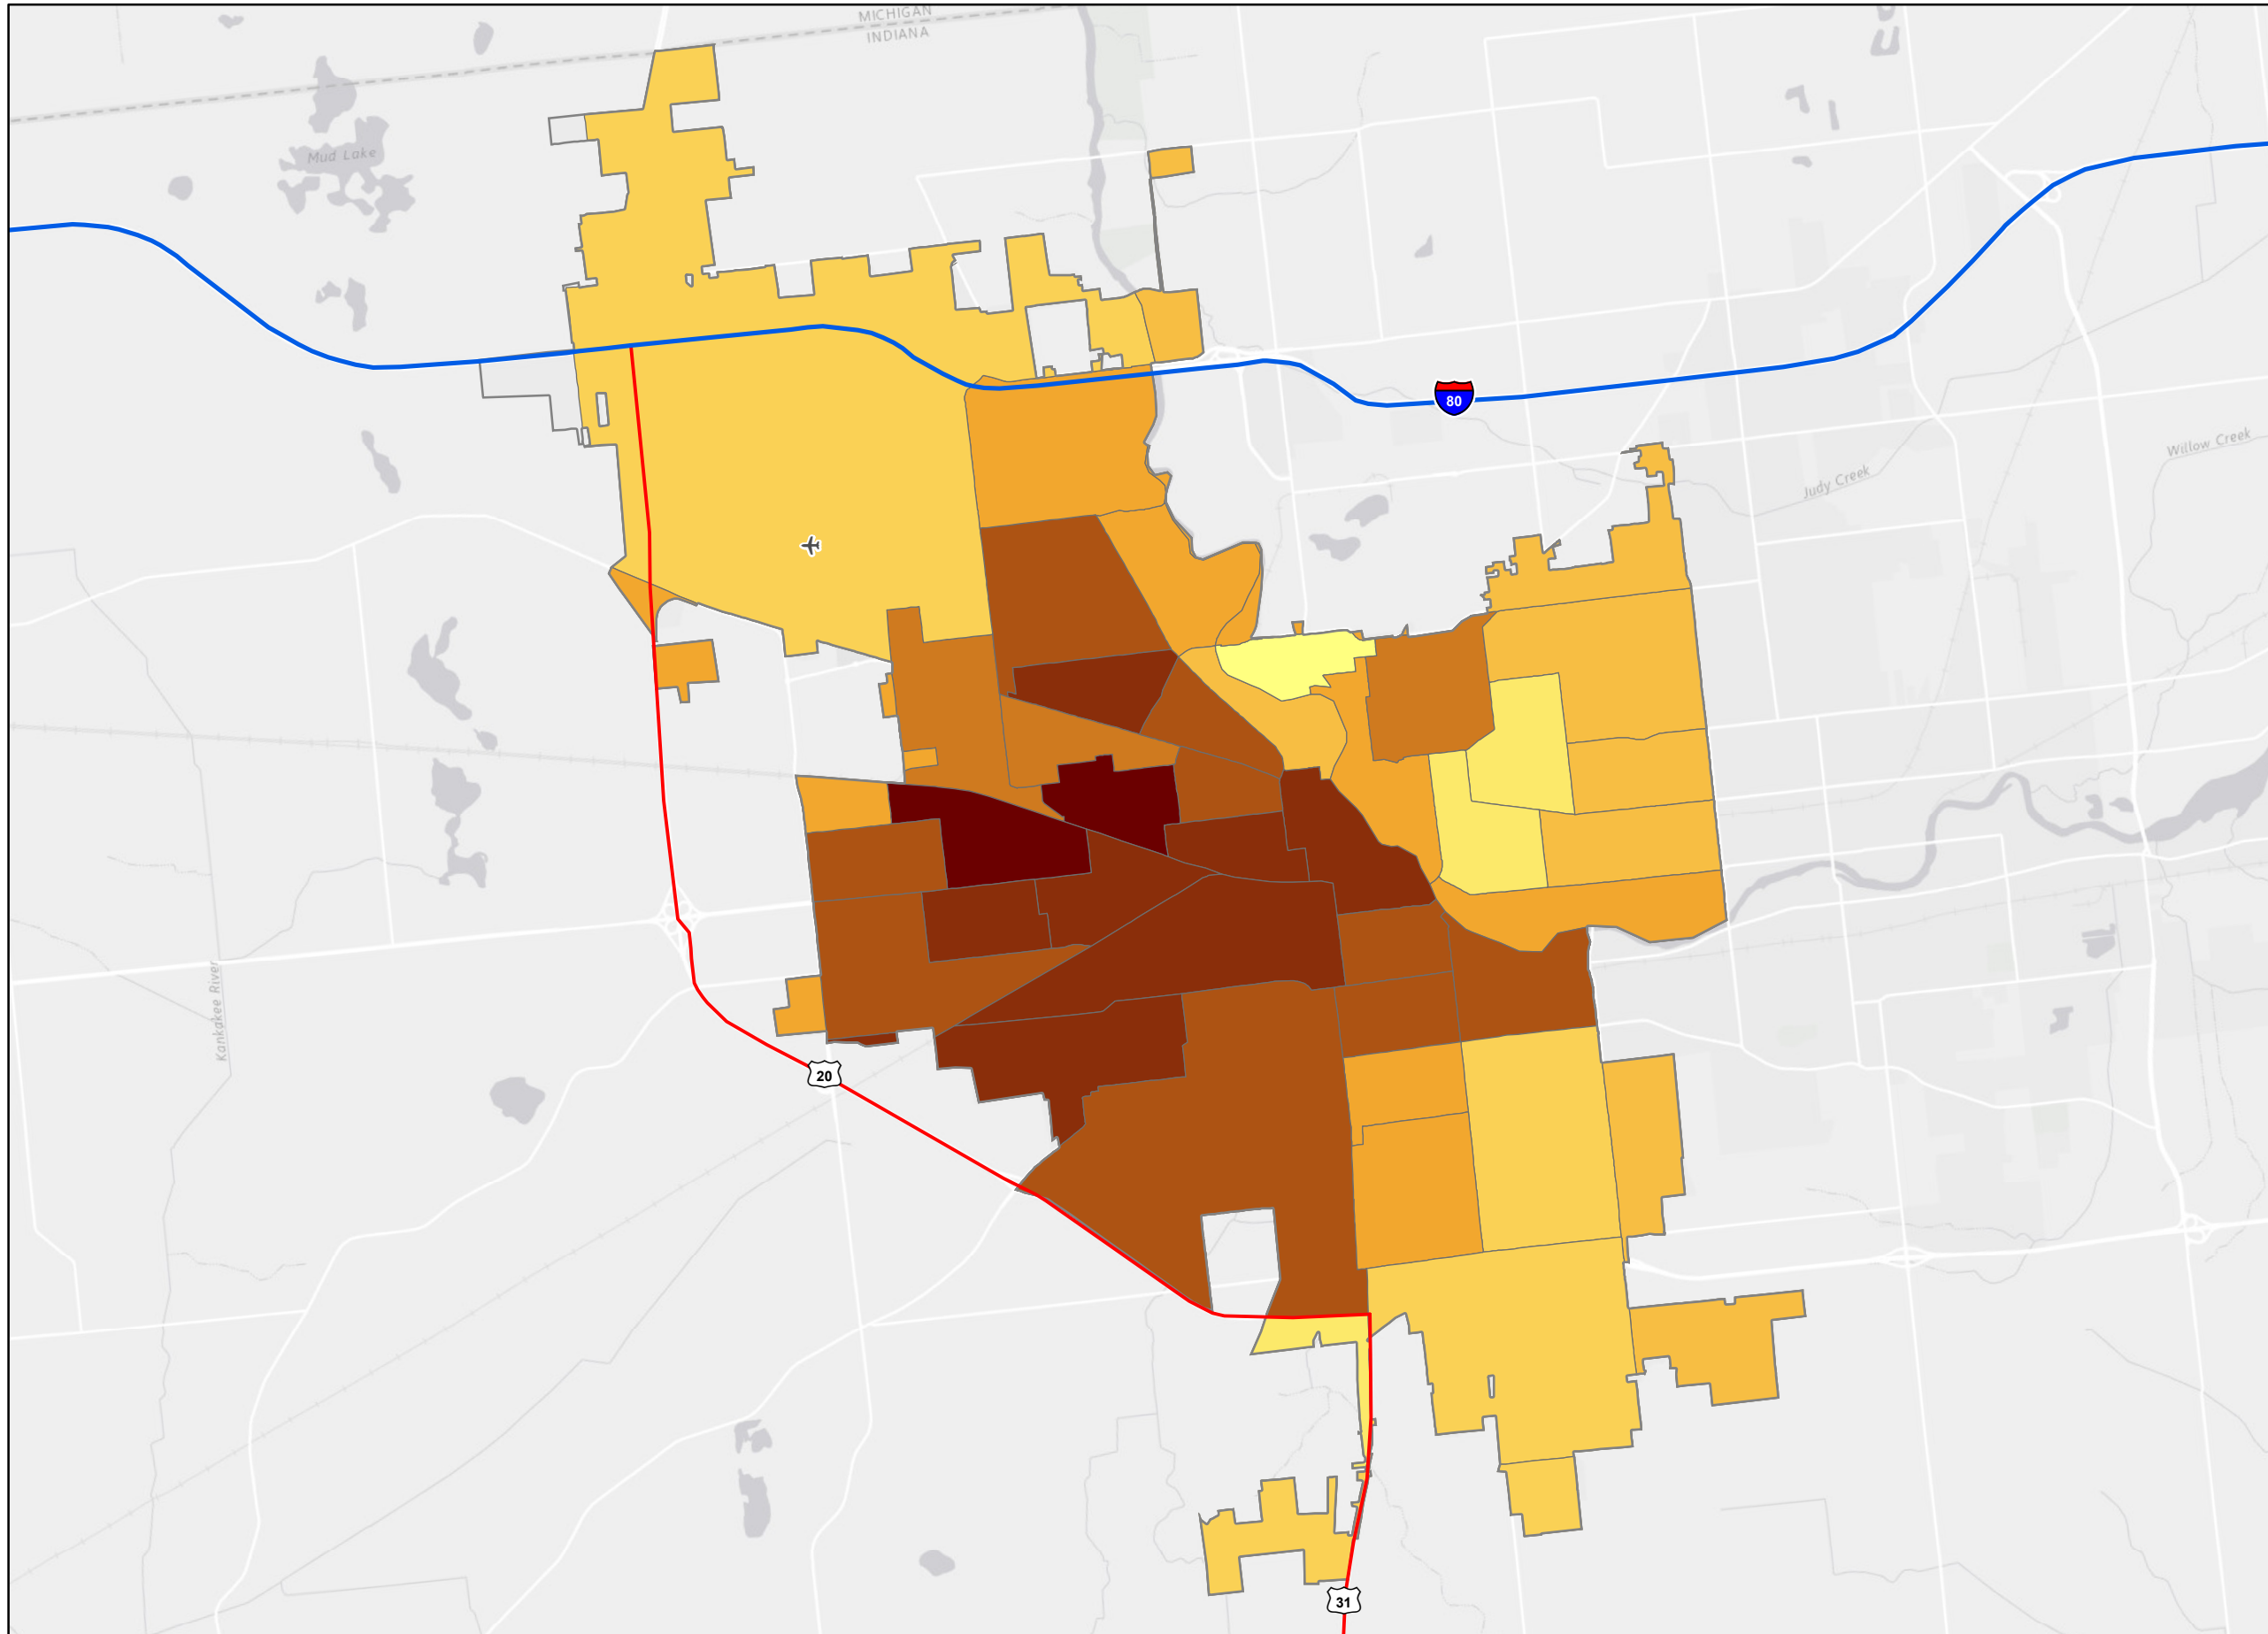 MICHIGAN
INDIANA
Mud Lake
80
Willow Creek
Judy Creek
Kankakee River
20
31